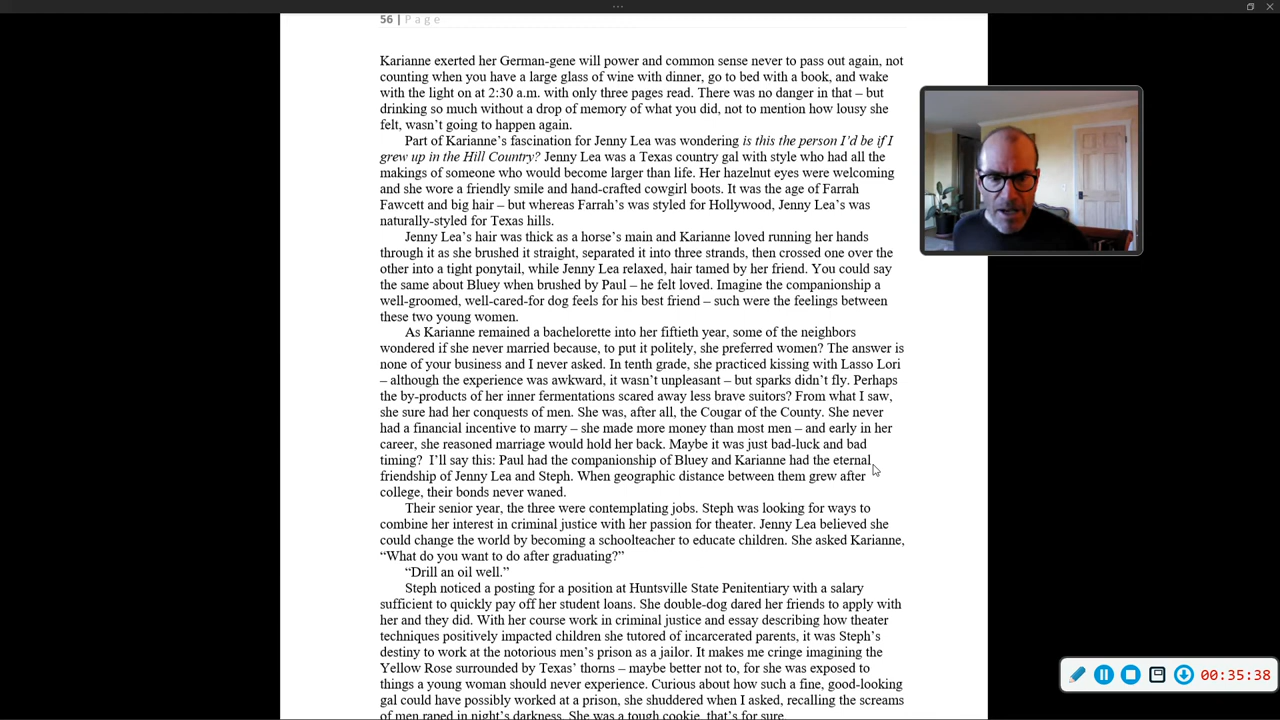 56 | Page
Karianne exerted her German-gene will power and common sense never to pass out again, not
counting when you have a large glass of wine with dinner, go to bed with a book, and wake
with the light on at 2:30 a.m. with only three pages read. There was no danger in that – but
drinking so much without a drop of memory of what you did, not to mention how lousy she
felt, wasn't going to happen again.
Part of Karianne's fascination for Jenny Lea was wondering is this the person I'd be if I
grew up in the Hill Country? Jenny Lea was a Texas country gal with style who had all the
makings of someone who would become larger than life. Her hazelnut eyes were welcoming
and she wore a friendly smile and hand-crafted cowgirl boots. It was the age of Farrah
Fawcett and big hair – but whereas Farrah's was styled for Hollywood, Jenny Lea's was
naturally-styled for Texas hills.
Jenny Lea's hair was thick as a horse's main and Karianne loved running her hands
through it as she brushed it straight, separated it into three strands, then crossed one over the
other into a tight ponytail, while Jenny Lea relaxed, hair tamed by her friend. You could say
the same about Bluey when brushed by Paul – he felt loved. Imagine the companionship a
well-groomed, well-cared-for dog feels for his best friend – such were the feelings between
these two young women.
As Karianne remained a bachelorette into her fiftieth year, some of the neighbors
wondered if she never married because, to put it politely, she preferred women? The answer is
none of your business and I never asked. In tenth grade, she practiced kissing with Lasso Lori
– although the experience was awkward, it wasn't unpleasant – but sparks didn't fly. Perhaps
the by-products of her inner fermentations scared away less brave suitors? From what I saw,
she sure had her conquests of men. She was, after all, the Cougar of the County. She never
had a financial incentive to marry – she made more money than most men – and early in her
career, she reasoned marriage would hold her back. Maybe it was just bad-luck and bad
timing?  I'll say this: Paul had the companionship of Bluey and Karianne had the eternal
friendship of Jenny Lea and Steph. When geographic distance between them grew after
college, their bonds never waned.
Their senior year, the three were contemplating jobs. Steph was looking for ways to
combine her interest in criminal justice with her passion for theater. Jenny Lea believed she
could change the world by becoming a schoolteacher to educate children. She asked Karianne,
“What do you want to do after graduating?”
“Drill an oil well.”
Steph noticed a posting for a position at Huntsville State Penitentiary with a salary
sufficient to quickly pay off her student loans. She double-dog dared her friends to apply with
her and they did. With her course work in criminal justice and essay describing how theater
techniques positively impacted children she tutored of incarcerated parents, it was Steph's
destiny to work at the notorious men's prison as a jailor. It makes me cringe imagining the
Yellow Rose surrounded by Texas' thorns – maybe better not to, for she was exposed to
things a young woman should never experience. Curious about how such a fine, good-looking
gal could have possibly worked at a prison, she shuddered when I asked, recalling the screams
of men raped in night's darkness. She was a tough cookie, that's for sure.
00:35:38